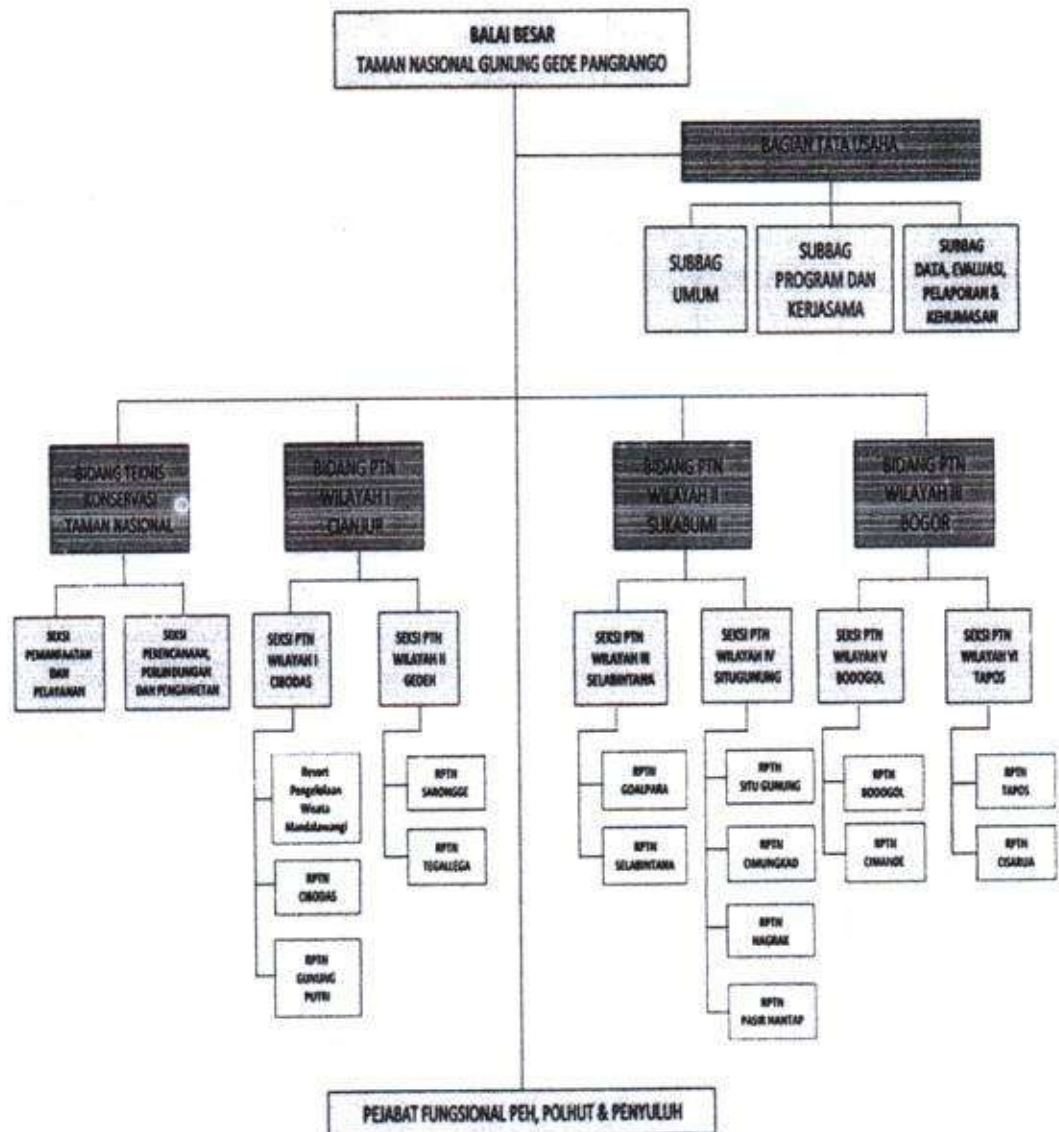 BALAI BESAR
TAMAN NASIONAL GUNUNG GEDE PANGRANGO
BAGIAN TATA USAHA
SUBBAG
UMUM
SUBBAG
PROGRAM DAN
KERJASAMA
SUBBAG
DATA, EVALUASI,
PELAPORAN &
KEHUMASAN
BIDANG TEKNIS
KONSERVASI
TAMAN NASIONAL
BIDANG PTN
WILAYAH I
CIANJUR
BIDANG PTN
WILAYAH II
SUKABUMI
BIDANG PTN
WILAYAH III
BOGOR
SEKSI
PEMANFAATAN
DAN
PELAYANAN
SEKSI
PERENCANAAN,
PERLINDUNGAN
DAN PENGAWETAN
SEKSI PTN
WILAYAH I
CIBODAS
SEKSI PTN
WILAYAH II
GEDEH
SEKSI PTN
WILAYAH III
SELABINTANA
SEKSI PTN
WILAYAH IV
SITUGUNUNG
SEKSI PTN
WILAYAH V
BODOGOL
SEKSI PTN
WILAYAH VI
TAPOS
Resort
Pengelolaan
Wisata
Mandalawangi
RPTN
CIBODAS
RPTN
GUNUNG
PUTRI
RPTN
SARONGGE
RPTN
TEGALLEGA
RPTN
GOALPARA
RPTN
SELABINTANA
RPTN
SITU GUNUNG
RPTN
CIMUNGKAD
RPTN
NAGRAK
RPTN
PASIR HANTAP
RPTN
BODOGOL
RPTN
CIMANDE
RPTN
TAPOS
RPTN
CISARUA
PEJABAT FUNGSIONAL PEH, POLHUT & PENYULUH